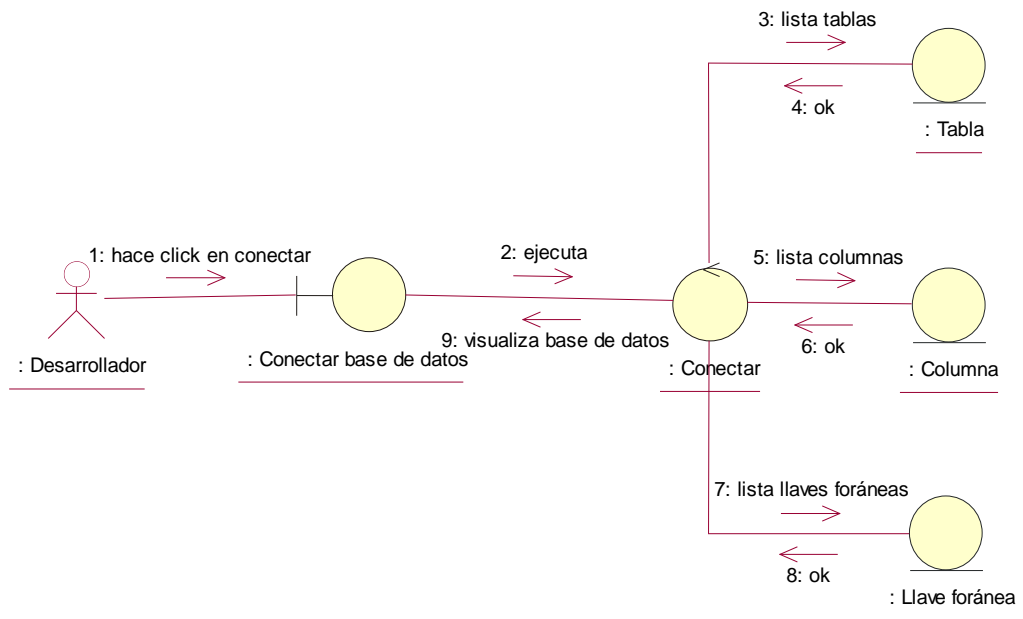 3: lista tablas
4: ok
: Tabla
1: hace click en conectar
2: ejecuta
5: lista columnas
9: visualiza base de datos
6: ok
: Desarrollador
: Conectar base de datos
: Conectar
: Columna
7: lista llaves foráneas
8: ok
: Llave foránea